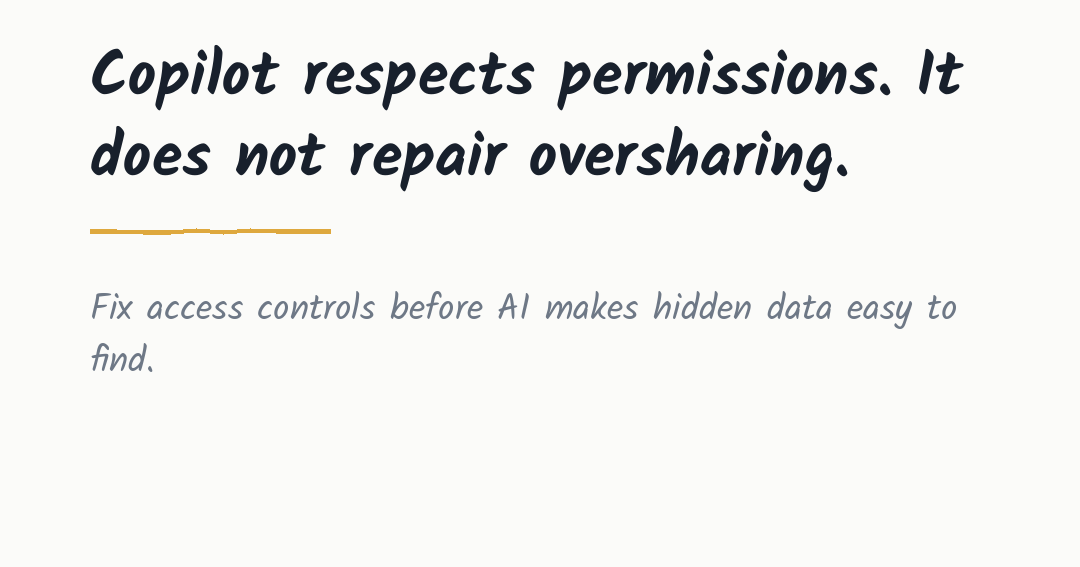 Copilot respects permissions. It
does not repair oversharing.
Fix access controls before AI makes hidden data easy to
find.